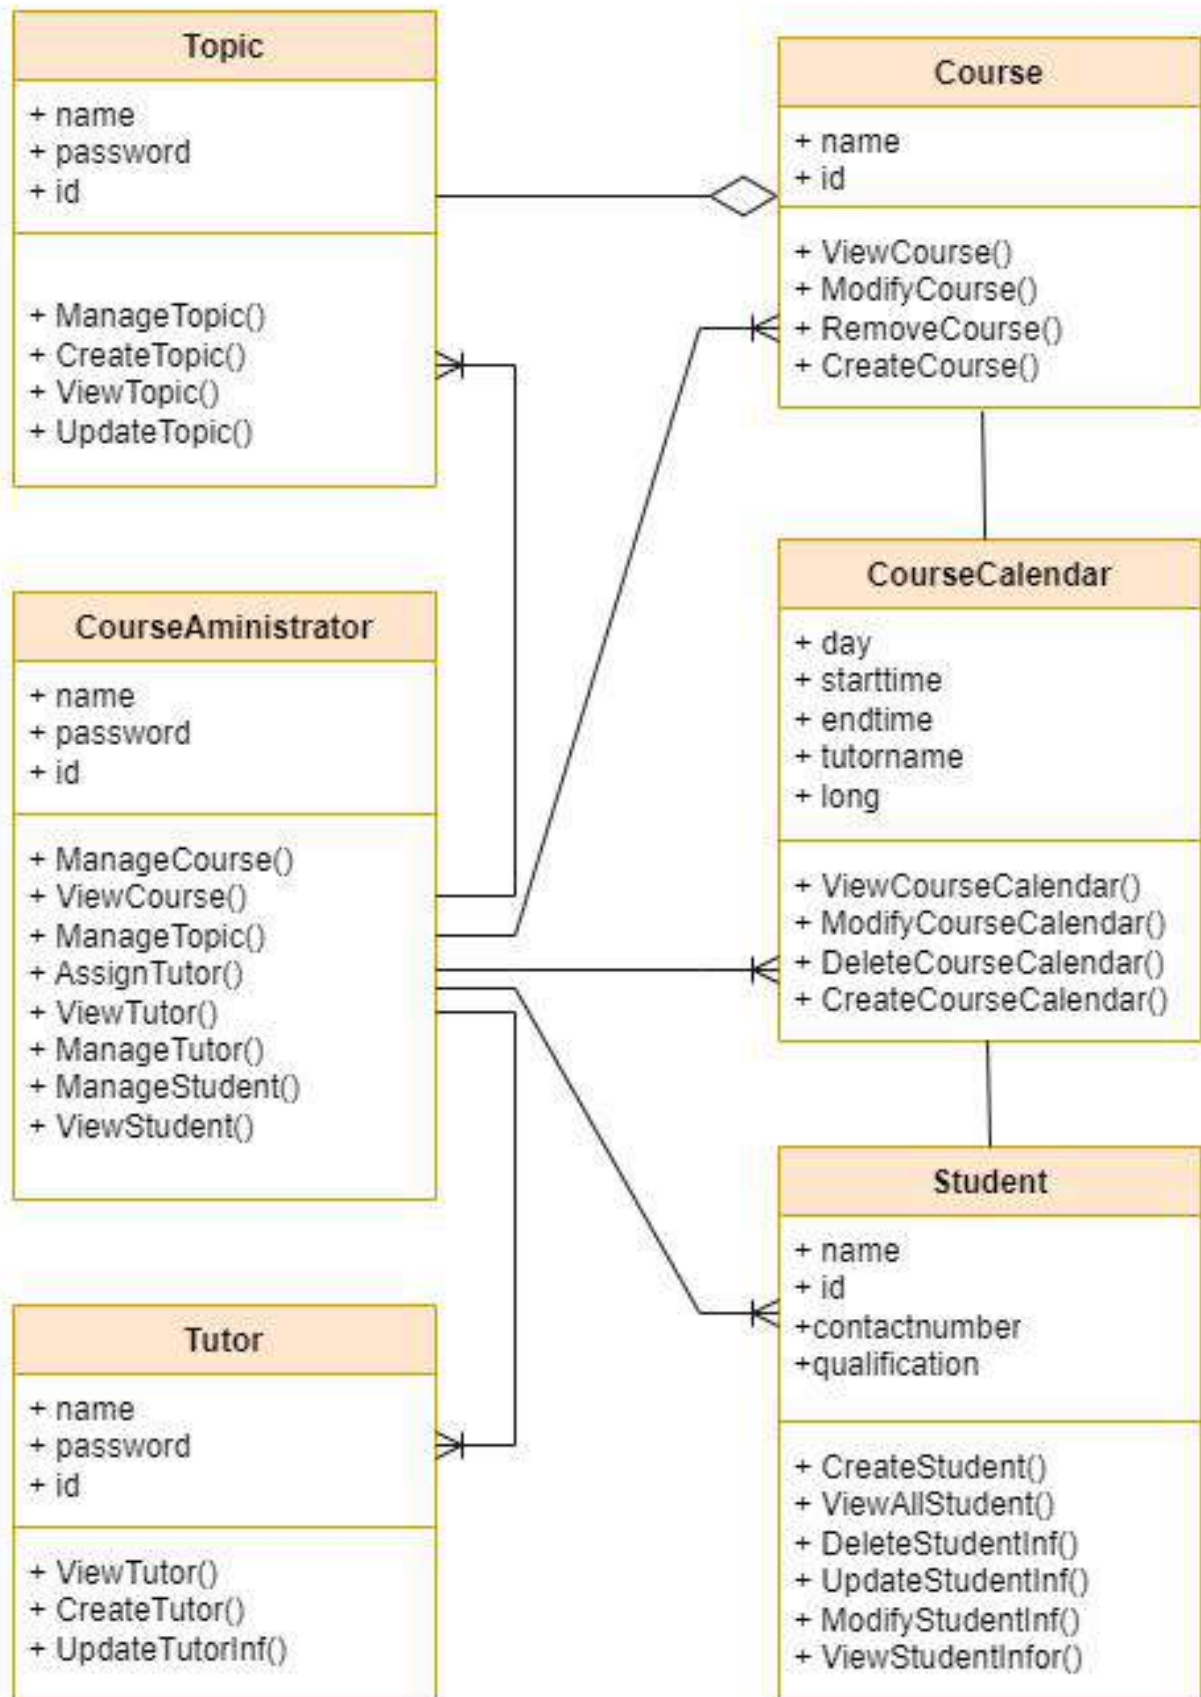 Topic
+ name
+ password
+ id
+ ManageTopic()
+ CreateTopic()
+ ViewTopic()
+ UpdateTopic()
Course
+ name
+ id
+ ViewCourse()
+ ModifyCourse()
+ RemoveCourse()
+ CreateCourse()
CourseAministrator
+ name
+ password
+ id
+ ManageCourse()
+ ViewCourse()
+ ManageTopic()
+ AssignTutor()
+ ViewTutor()
+ ManageTutor()
+ ManageStudent()
+ ViewStudent()
CourseCalendar
+ day
+ starttime
+ endtime
+ tutorname
+ long
+ ViewCourseCalendar()
+ ModifyCourseCalendar()
+ DeleteCourseCalendar()
+ CreateCourseCalendar()
Tutor
+ name
+ password
+ id
+ ViewTutor()
+ CreateTutor()
+ UpdateTutorInf()
Student
+ name
+ id
+contactnumber
+qualification
+ CreateStudent()
+ ViewAllStudent()
+ DeleteStudentInf()
+ UpdateStudentInf()
+ ModifyStudentInf()
+ ViewStudentInfor()